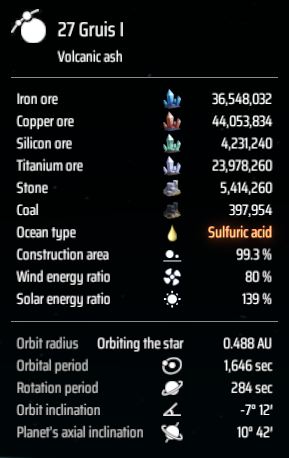 27 Gruis I
Volcanic ash
Iron ore 36,548,032
Copper ore 44,053,834
Silicon ore 4,231,240
Titanium ore 23,978,260
Stone 5,414,260
Coal 397,954
Ocean type Sulfuric acid
Construction area 99.3 %
Wind energy ratio 80 %
Solar energy ratio 139 %
Orbit radius Orbiting the star 0.488 AU
Orbital period 1,646 sec
Rotation period 284 sec
Orbit inclination -7° 12'
Planet's axial inclination 10° 42'